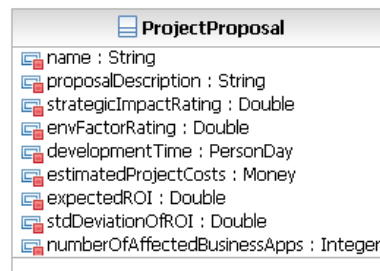 ProjectProposal
name : String
proposalDescription : String
strategicImpactRating : Double
envFactorRating : Double
developmentTime : PersonDay
estimatedProjectCosts : Money
expectedROI : Double
stdDeviationOfROI : Double
numberOfAffectedBusinessApps : Integer